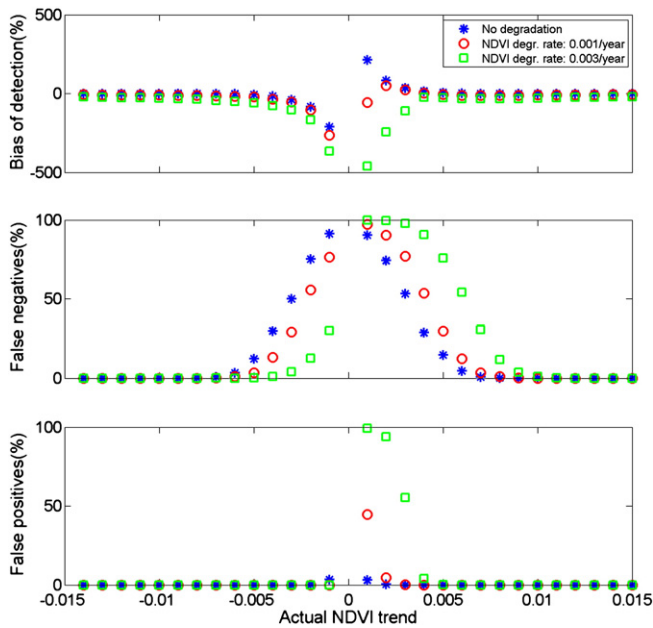 500
0
-500
Bias of detection(%)
No degradation
NDVI degr. rate: 0.001/year
NDVI degr. rate: 0.003/year
100
50
0
False negatives(%)
100
50
0
False positives(%)
-0.015 -0.01 -0.005 0 0.005 0.01 0.015
Actual NDVI trend